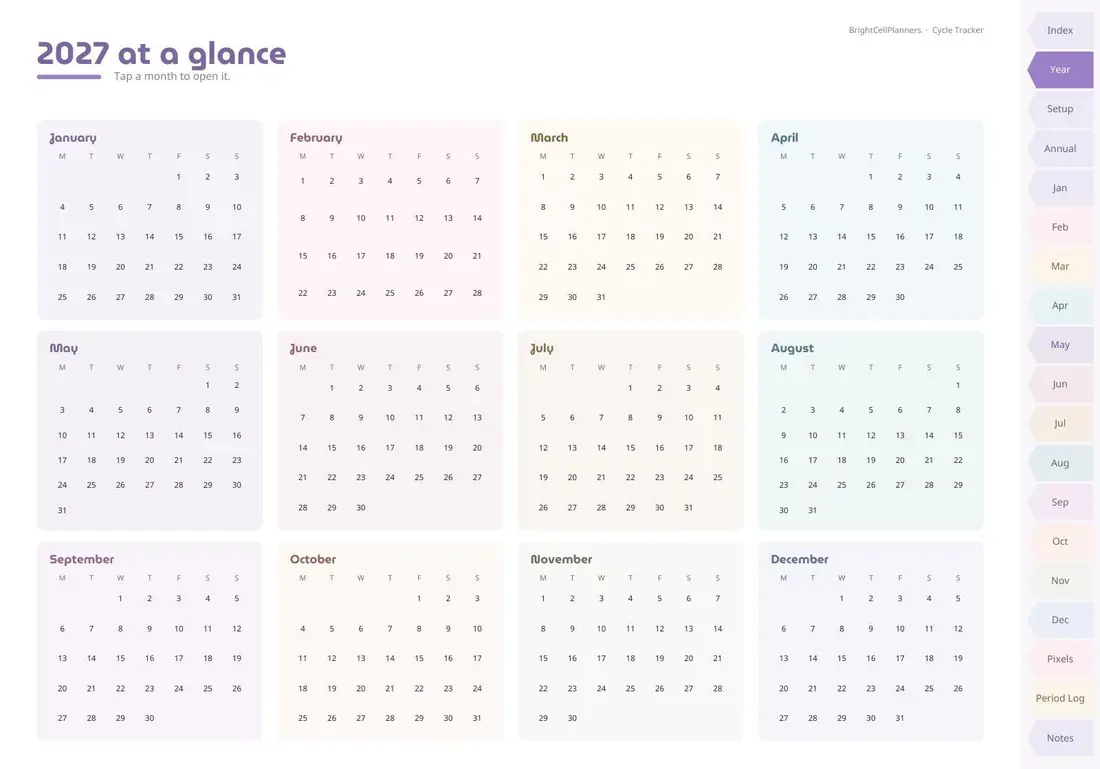 BrightCellPlanners - Cycle Tracker
2027 at a glance
Tap a month to open it.
January
M T W T F S S
1 2 3
4 5 6 7 8 9 10
11 12 13 14 15 16 17
18 19 20 21 22 23 24
25 26 27 28 29 30 31
February
M T W T F S S
1 2 3 4 5 6 7
8 9 10 11 12 13 14
15 16 17 18 19 20 21
22 23 24 25 26 27 28
March
M T W T F S S
1 2 3 4 5 6 7
8 9 10 11 12 13 14
15 16 17 18 19 20 21
22 23 24 25 26 27 28
29 30 31
April
M T W T F S S
1 2 3 4
5 6 7 8 9 10 11
12 13 14 15 16 17 18
19 20 21 22 23 24 25
26 27 28 29 30
May
M T W T F S S
1 2
3 4 5 6 7 8 9
10 11 12 13 14 15 16
17 18 19 20 21 22 23
24 25 26 27 28 29 30
31
June
M T W T F S S
1 2 3 4 5 6
7 8 9 10 11 12 13
14 15 16 17 18 19 20
21 22 23 24 25 26 27
28 29 30
July
M T W T F S S
1 2 3 4
5 6 7 8 9 10 11
12 13 14 15 16 17 18
19 20 21 22 23 24 25
26 27 28 29 30 31
August
M T W T F S S
1
2 3 4 5 6 7 8
9 10 11 12 13 14 15
16 17 18 19 20 21 22
23 24 25 26 27 28 29
30 31
September
M T W T F S S
1 2 3 4 5
6 7 8 9 10 11 12
13 14 15 16 17 18 19
20 21 22 23 24 25 26
27 28 29 30
October
M T W T F S S
1 2 3
4 5 6 7 8 9 10
11 12 13 14 15 16 17
18 19 20 21 22 23 24
25 26 27 28 29 30 31
November
M T W T F S S
1 2 3 4 5 6 7
8 9 10 11 12 13 14
15 16 17 18 19 20 21
22 23 24 25 26 27 28
29 30
December
M T W T F S S
1 2 3 4 5
6 7 8 9 10 11 12
13 14 15 16 17 18 19
20 21 22 23 24 25 26
27 28 29 30 31
Index
Year
Setup
Annual
Jan
Feb
Mar
Apr
May
Jun
Jul
Aug
Sep
Oct
Nov
Dec
Pixels
Period Log
Notes